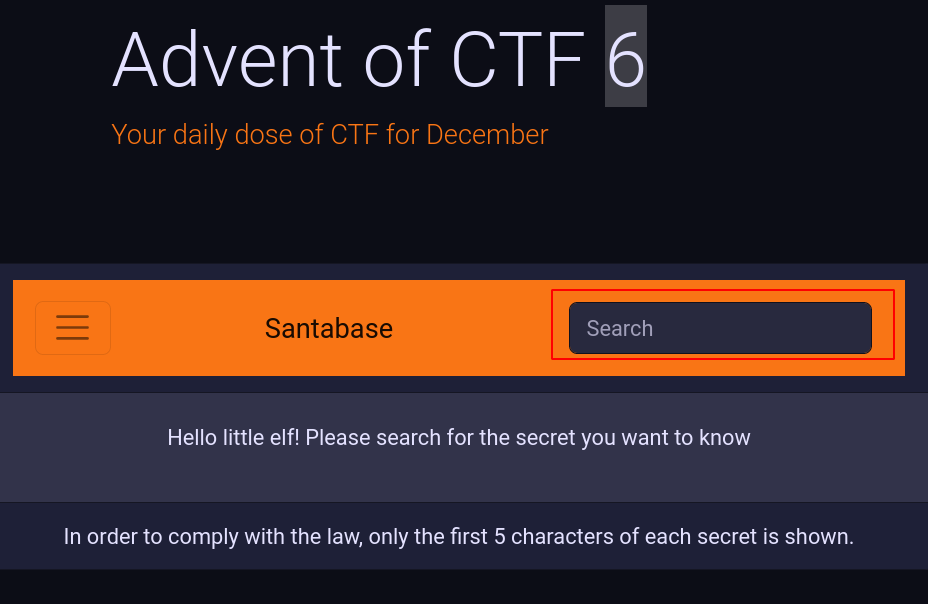 Advent of CTF 6
Your daily dose of CTF for December
Santabase
Search
Hello little elf! Please search for the secret you want to know
In order to comply with the law, only the first 5 characters of each secret is shown.